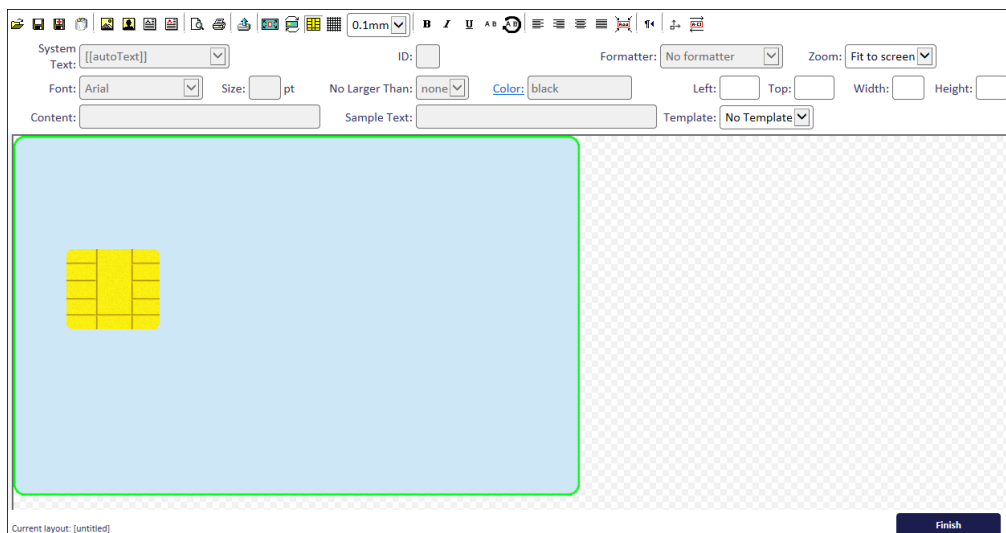 0.1mm B I U A B A B
System Text: [[autoText]] ID: Formatter: No formatter Zoom: Fit to screen
Font: Arial Size: pt No Larger Than: none Color: black Left: Top: Width: Height:
Content: Sample Text: Template: No Template
Current layout: [untitled] Finish